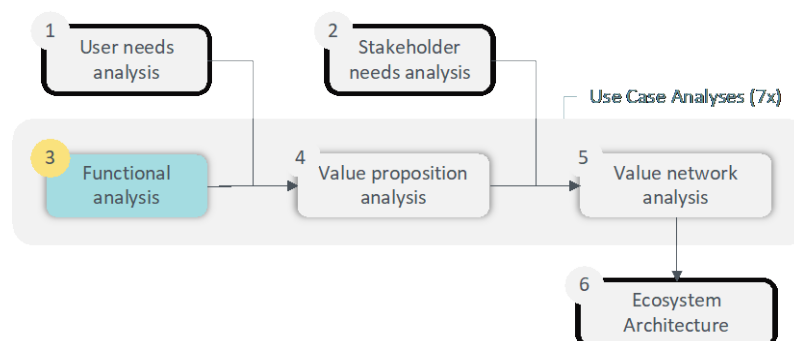 1
User needs
analysis
2
Stakeholder
needs analysis
Use Case Analyses (7x)
3
Functional
analysis
4
Value proposition
analysis
5
Value network
analysis
6
Ecosystem
Architecture